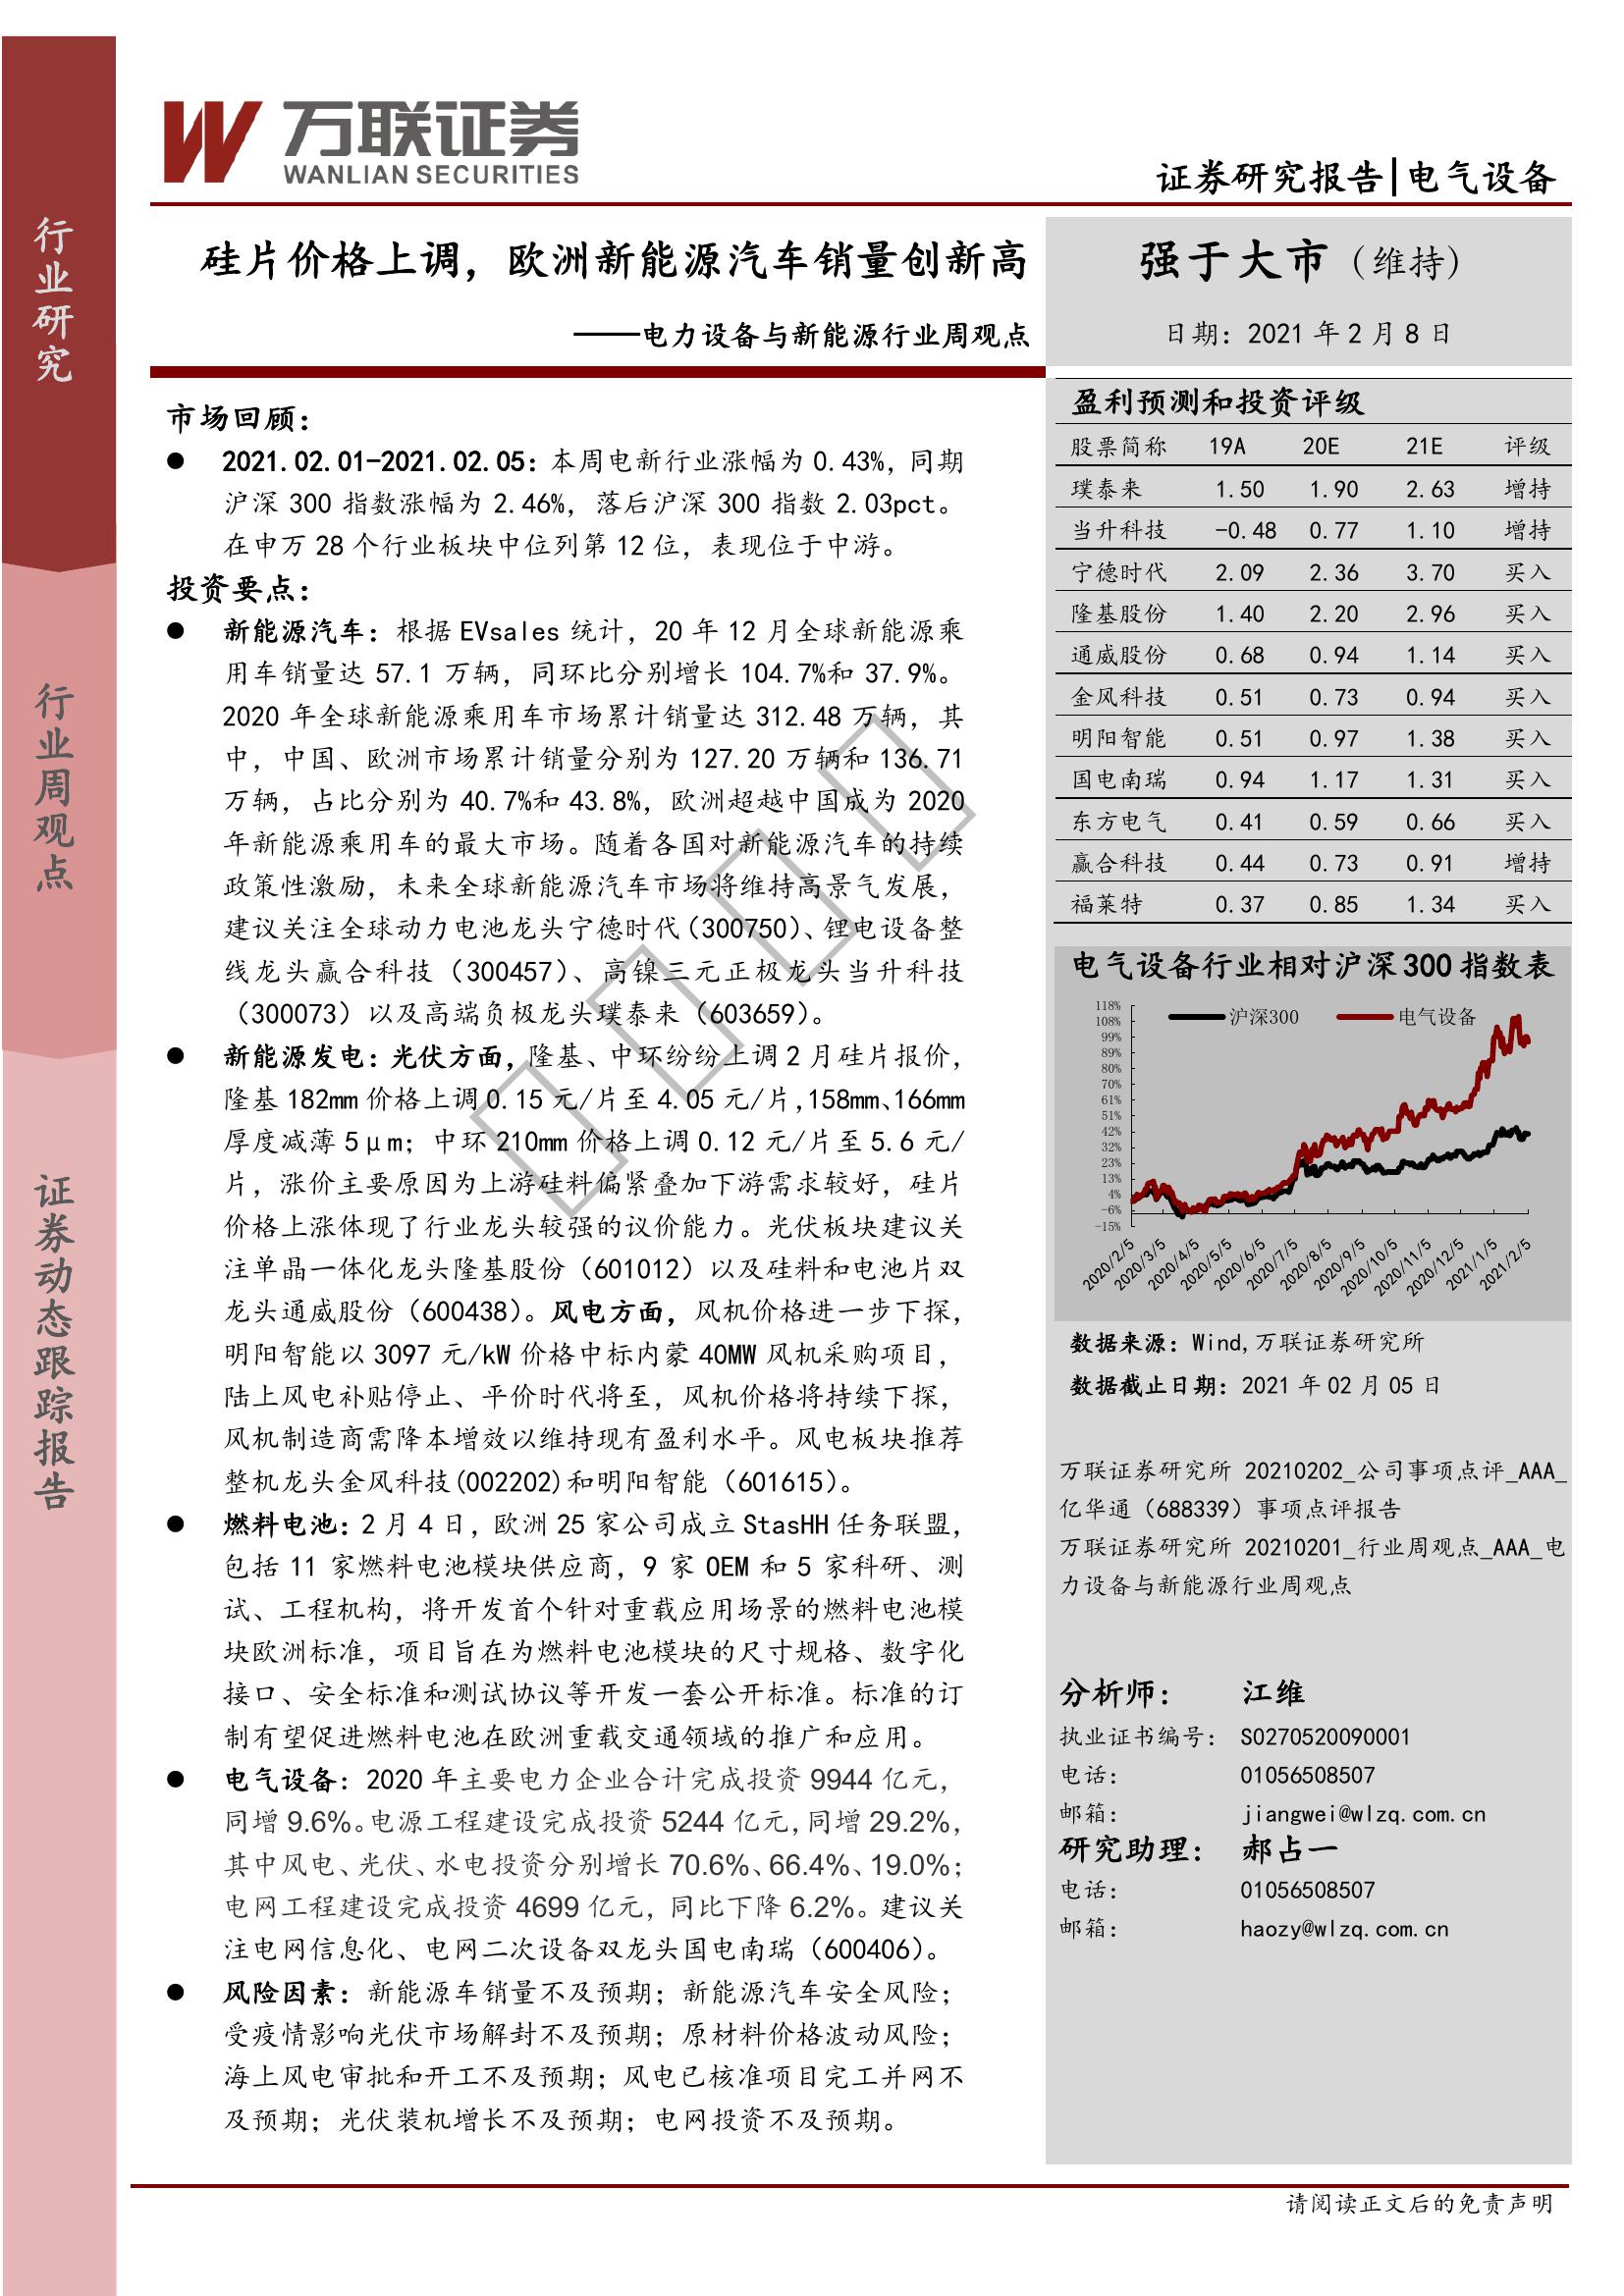 万联证券
WANLIAN SECURITIES
证券研究报告|电气设备
行业研究
行业周观点
证券动态跟踪报告
硅片价格上调，欧洲新能源汽车销量创新高
——电力设备与新能源行业周观点
强于大市（维持）
日期：2021 年 2 月 8 日
市场回顾：
● 2021.02.01-2021.02.05：本周电新行业涨幅为 0.43%，同期
沪深 300 指数涨幅为 2.46%，落后沪深 300 指数 2.03pct。
在申万 28 个行业板块中位列第 12 位，表现位于中游。
投资要点：
● 新能源汽车：根据 EVsales 统计，20 年 12 月全球新能源乘
用车销量达 57.1 万辆，同环比分别增长 104.7%和 37.9%。
2020 年全球新能源乘用车市场累计销量达 312.48 万辆，其
中，中国、欧洲市场累计销量分别为 127.20 万辆和 136.71
万辆，占比分别为 40.7%和 43.8%，欧洲超越中国成为 2020
年新能源乘用车的最大市场。随着各国对新能源汽车的持续
政策性激励，未来全球新能源汽车市场将维持高景气发展，
建议关注全球动力电池龙头宁德时代（300750）、锂电设备整
线龙头赢合科技（300457）、高镍三元正极龙头当升科技
（300073）以及高端负极龙头璞泰来（603659）。
● 新能源发电：光伏方面，隆基、中环纷纷上调 2 月硅片报价，
隆基 182mm 价格上调 0.15 元/片至 4.05 元/片,158mm、166mm
厚度减薄 5μm；中环 210mm 价格上调 0.12 元/片至 5.6 元/
片，涨价主要原因为上游硅料偏紧叠加下游需求较好，硅片
价格上涨体现了行业龙头较强的议价能力。光伏板块建议关
注单晶一体化龙头隆基股份（601012）以及硅料和电池片双
龙头通威股份（600438）。风电方面，风机价格进一步下探，
明阳智能以 3097 元/kW 价格中标内蒙 40MW 风机采购项目，
陆上风电补贴停止、平价时代将至，风机价格将持续下探，
风机制造商需降本增效以维持现有盈利水平。风电板块推荐
整机龙头金风科技(002202)和明阳智能（601615）。
● 燃料电池：2 月 4 日，欧洲 25 家公司成立 StasHH 任务联盟，
包括 11 家燃料电池模块供应商，9 家 OEM 和 5 家科研、测
试、工程机构，将开发首个针对重载应用场景的燃料电池模
块欧洲标准，项目旨在为燃料电池模块的尺寸规格、数字化
接口、安全标准和测试协议等开发一套公开标准。标准的订
制有望促进燃料电池在欧洲重载交通领域的推广和应用。
● 电气设备：2020 年主要电力企业合计完成投资 9944 亿元，
同增 9.6%。电源工程建设完成投资 5244 亿元，同增 29.2%，
其中风电、光伏、水电投资分别增长 70.6%、66.4%、19.0%；
电网工程建设完成投资 4699 亿元，同比下降 6.2%。建议关
注电网信息化、电网二次设备双龙头国电南瑞（600406）。
● 风险因素：新能源车销量不及预期；新能源汽车安全风险；
受疫情影响光伏市场解封不及预期；原材料价格波动风险；
海上风电审批和开工不及预期；风电已核准项目完工并网不
及预期；光伏装机增长不及预期；电网投资不及预期。
盈利预测和投资评级
股票简称 19A 20E 21E 评级
璞泰来 1.50 1.90 2.63 增持
当升科技 -0.48 0.77 1.10 增持
宁德时代 2.09 2.36 3.70 买入
隆基股份 1.40 2.20 2.96 买入
通威股份 0.68 0.94 1.14 买入
金风科技 0.51 0.73 0.94 买入
明阳智能 0.51 0.97 1.38 买入
国电南瑞 0.94 1.17 1.31 买入
东方电气 0.41 0.59 0.66 买入
赢合科技 0.44 0.73 0.91 增持
福莱特 0.37 0.85 1.34 买入
电气设备行业相对沪深 300 指数表
沪深300 电气设备
118%
108%
99%
89%
80%
70%
61%
51%
42%
32%
23%
13%
4%
-6%
-15%
2020/2/5 2020/3/5 2020/4/5 2020/5/5 2020/6/5 2020/7/5 2020/8/5 2020/9/5 2020/10/5 2020/11/5 2020/12/5 2021/1/5 2021/2/5
数据来源：Wind,万联证券研究所
数据截止日期：2021 年 02 月 05 日
万联证券研究所 20210202_公司事项点评_AAA_
亿华通（688339）事项点评报告
万联证券研究所 20210201_行业周观点_AAA_电
力设备与新能源行业周观点
分析师： 江维
执业证书编号： S0270520090001
电话： 01056508507
邮箱： jiangwei@wlzq.com.cn
研究助理： 郝占一
电话： 01056508507
邮箱： haozy@wlzq.com.cn
请阅读正文后的免责声明